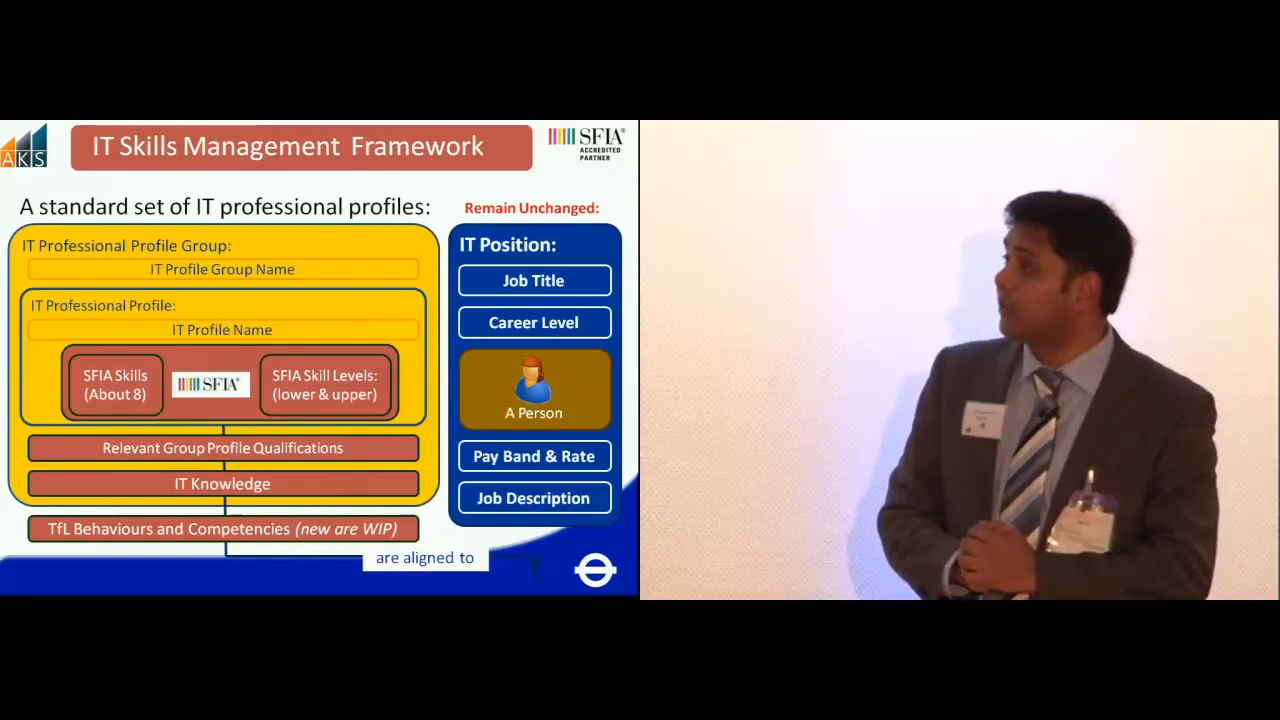 AKS
IT Skills Management Framework
SFIA®
ACCREDITED
PARTNER
A standard set of IT professional profiles:
Remain Unchanged:
IT Professional Profile Group:
IT Profile Group Name
IT Professional Profile:
IT Profile Name
SFIA Skills
(About 8)
SFIA®
SFIA Skill Levels:
(lower & upper)
Relevant Group Profile Qualifications
IT Knowledge
TfL Behaviours and Competencies (new are WIP)
are aligned to
IT Position:
Job Title
Career Level
A Person
Pay Band & Rate
Job Description